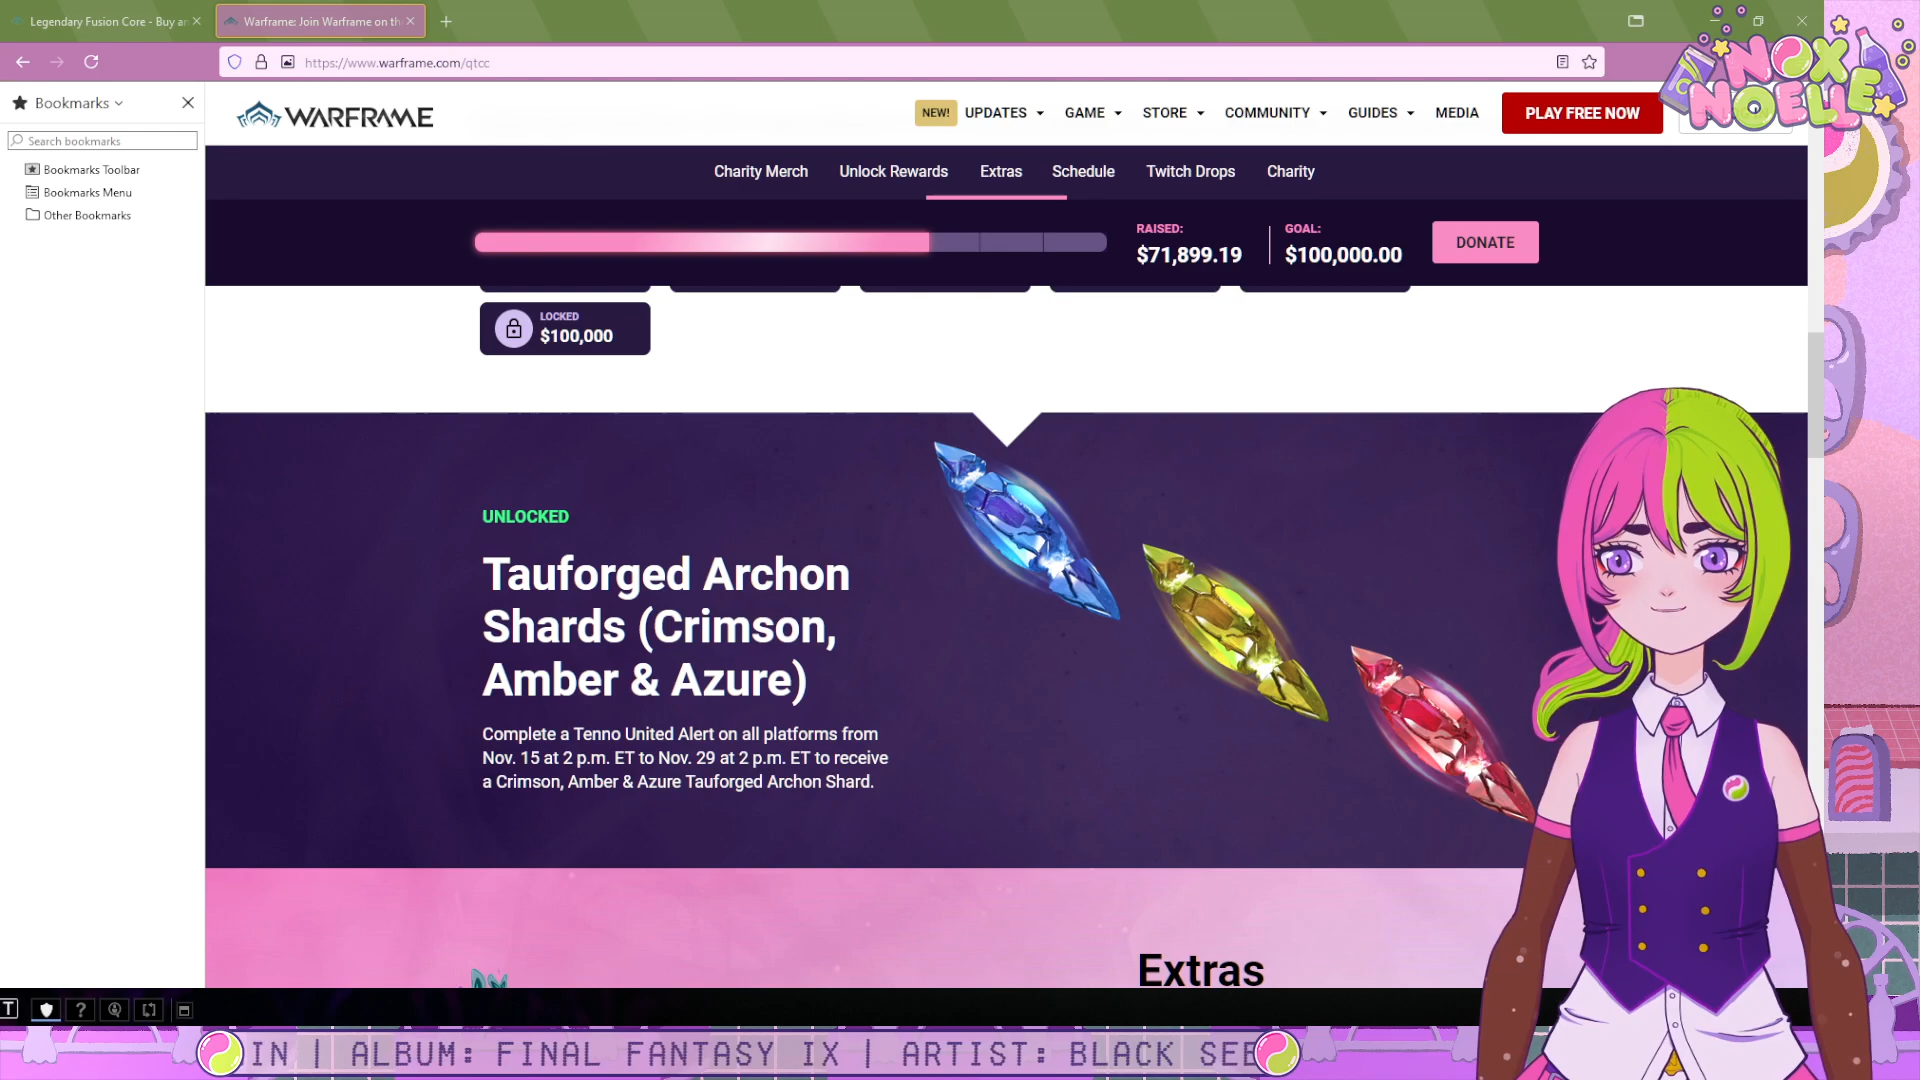 Legendary Fusion Core - Buy an
Warframe: Join Warframe on th
https://www.warframe.com/qtcc
NOX
NOELLE
Bookmarks
Search bookmarks
Bookmarks Toolbar
Bookmarks Menu
Other Bookmarks
WARFRAME
NEW! UPDATES GAME STORE COMMUNITY GUIDES MEDIA PLAY FREE NOW
Charity Merch Unlock Rewards Extras Schedule Twitch Drops Charity
RAISED: GOAL:
$71,899.19 $100,000.00 DONATE
LOCKED
$100,000
UNLOCKED
Tauforged Archon
Shards (Crimson,
Amber & Azure)
Complete a Tenno United Alert on all platforms from
Nov. 15 at 2 p.m. ET to Nov. 29 at 2 p.m. ET to receive
a Crimson, Amber & Azure Tauforged Archon Shard.
Extras
T
?
IN | ALBUM: FINAL FANTASY IX | ARTIST: BLACK SEE